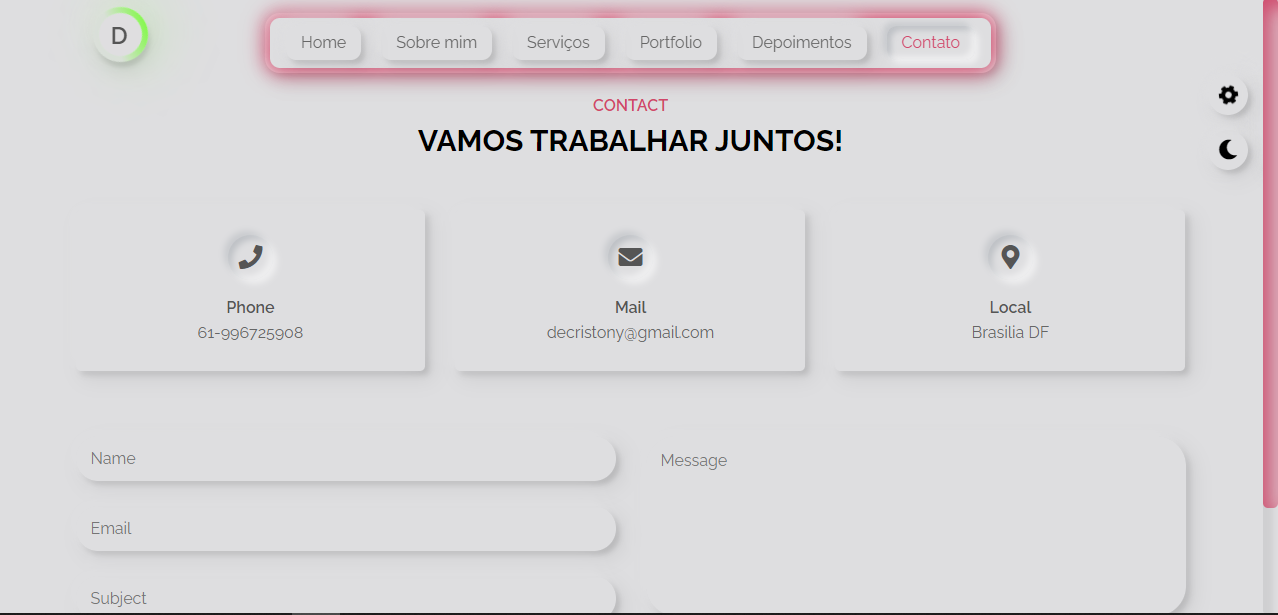 D
Home Sobre mim Serviços Portfolio Depoimentos Contato
CONTACT
VAMOS TRABALHAR JUNTOS!
Phone
61-996725908
Mail
decristony@gmail.com
Local
Brasilia DF
Name
Email
Subject
Message